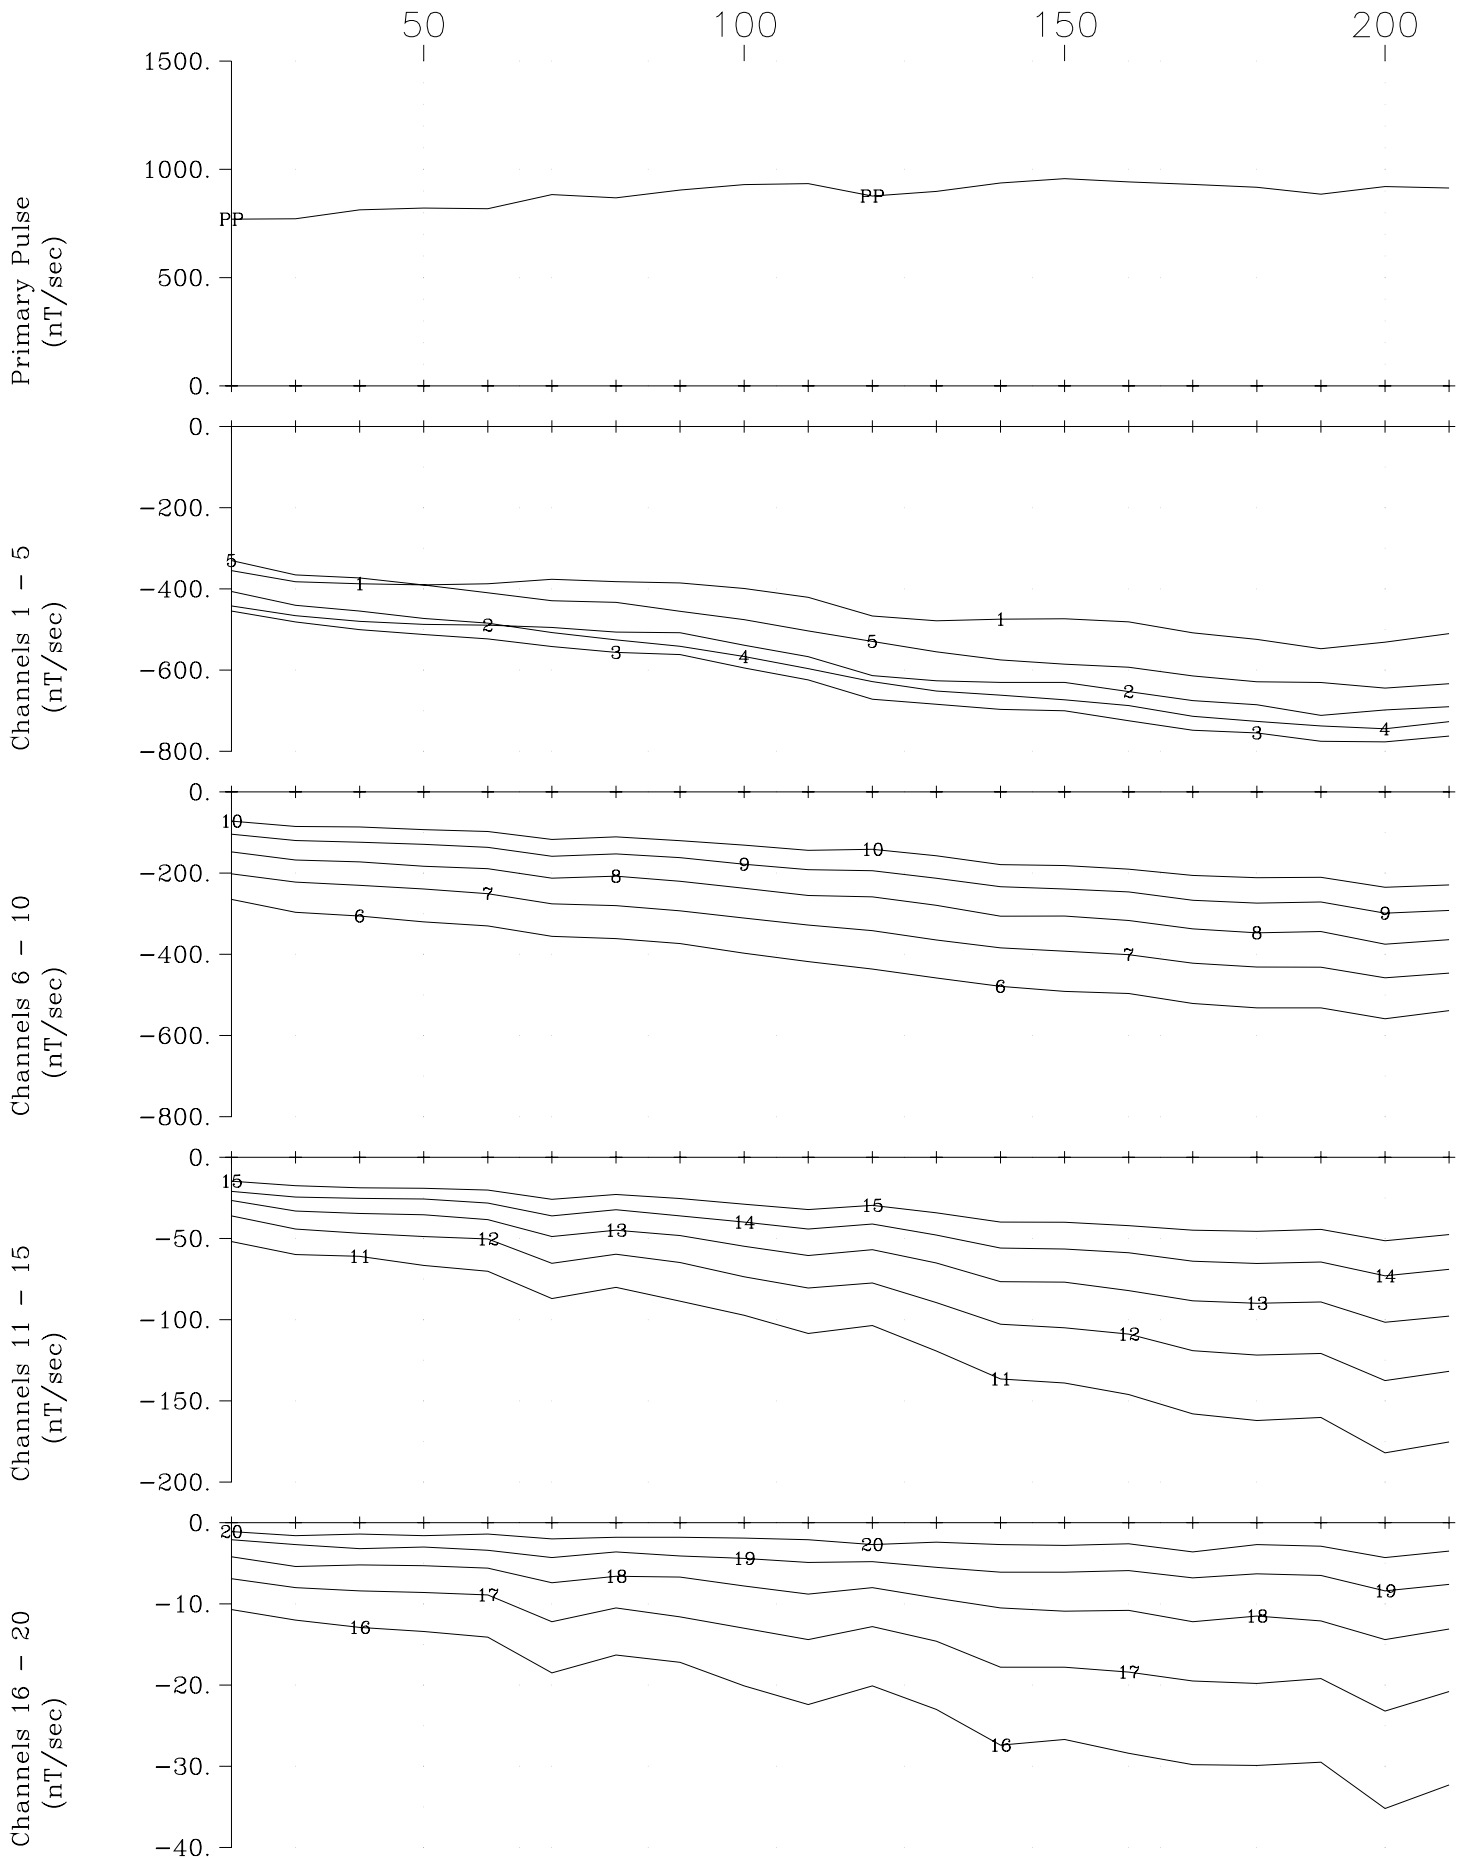 50 100 150 200
Primary Pulse
(nT/sec)
1500.
1000.
500.
0.
PP PP
Channels 1 - 5
(nT/sec)
0.
-200.
-400.
-600.
-800.
5 1 2 3 4 5 1 2 3 4
Channels 6 - 10
(nT/sec)
0.
-200.
-400.
-600.
-800.
10 6 7 8 9 10 6 7 8 9
Channels 11 - 15
(nT/sec)
0.
-50.
-100.
-150.
-200.
15 11 12 13 14 15 11 12 13 14
Channels 16 - 20
(nT/sec)
0.
-10.
-20.
-30.
-40.
20 16 17 18 19 20 16 17 18 19